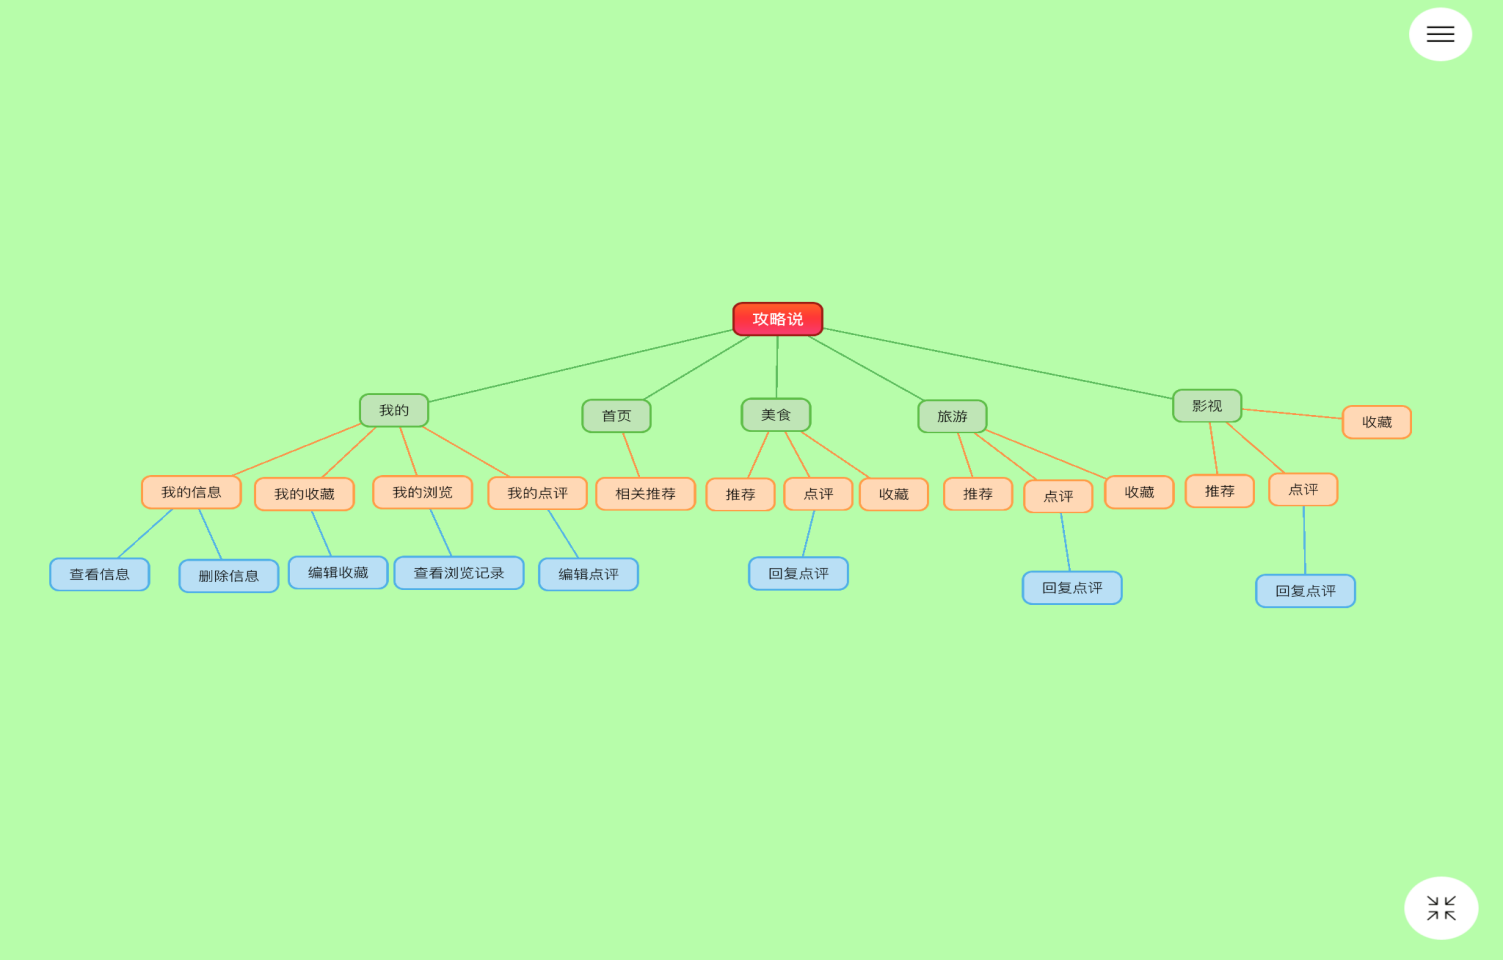 攻略说
我的
首页
美食
旅游
影视
收藏
我的信息
我的收藏
我的浏览
我的点评
相关推荐
推荐
点评
收藏
推荐
点评
收藏
推荐
点评
查看信息
删除信息
编辑收藏
查看浏览记录
编辑点评
回复点评
回复点评
回复点评